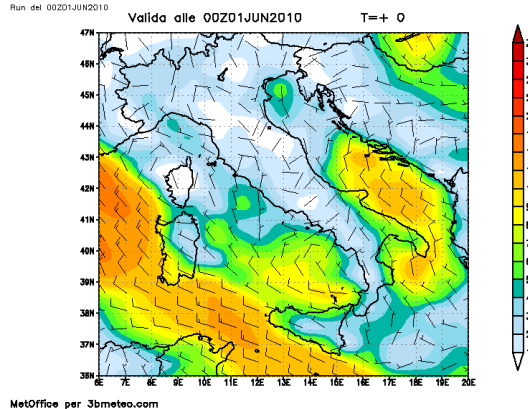 Run del 00Z01JUN2010
Valida alle 00Z01JUN2010 T=+ 0
47N
46N
45N
44N
43N
42N
41N
40N
39N
38N
37N
36N
35N
6E 7E 8E 9E 10E 11E 12E 13E 14E 15E 16E 17E 18E 19E 20E
MetOffice per 3bmeteo.com